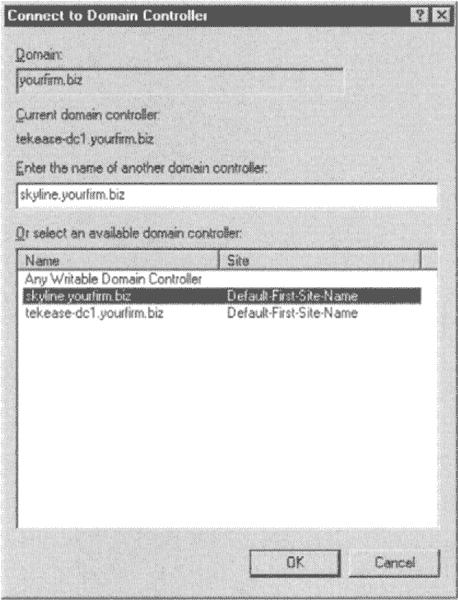 Connect to Domain Controller
Domain:
yourfirm.biz
Current domain controller:
tekease-dc1.yourfirm.biz
Enter the name of another domain controller:
skyline.yourfirm.biz
Or select an available domain controller:
Name Site
Any Writable Domain Controller
skyline.yourfirm.biz Default-First-Site-Name
tekease-dc1.yourfirm.biz Default-First-Site-Name
OK Cancel